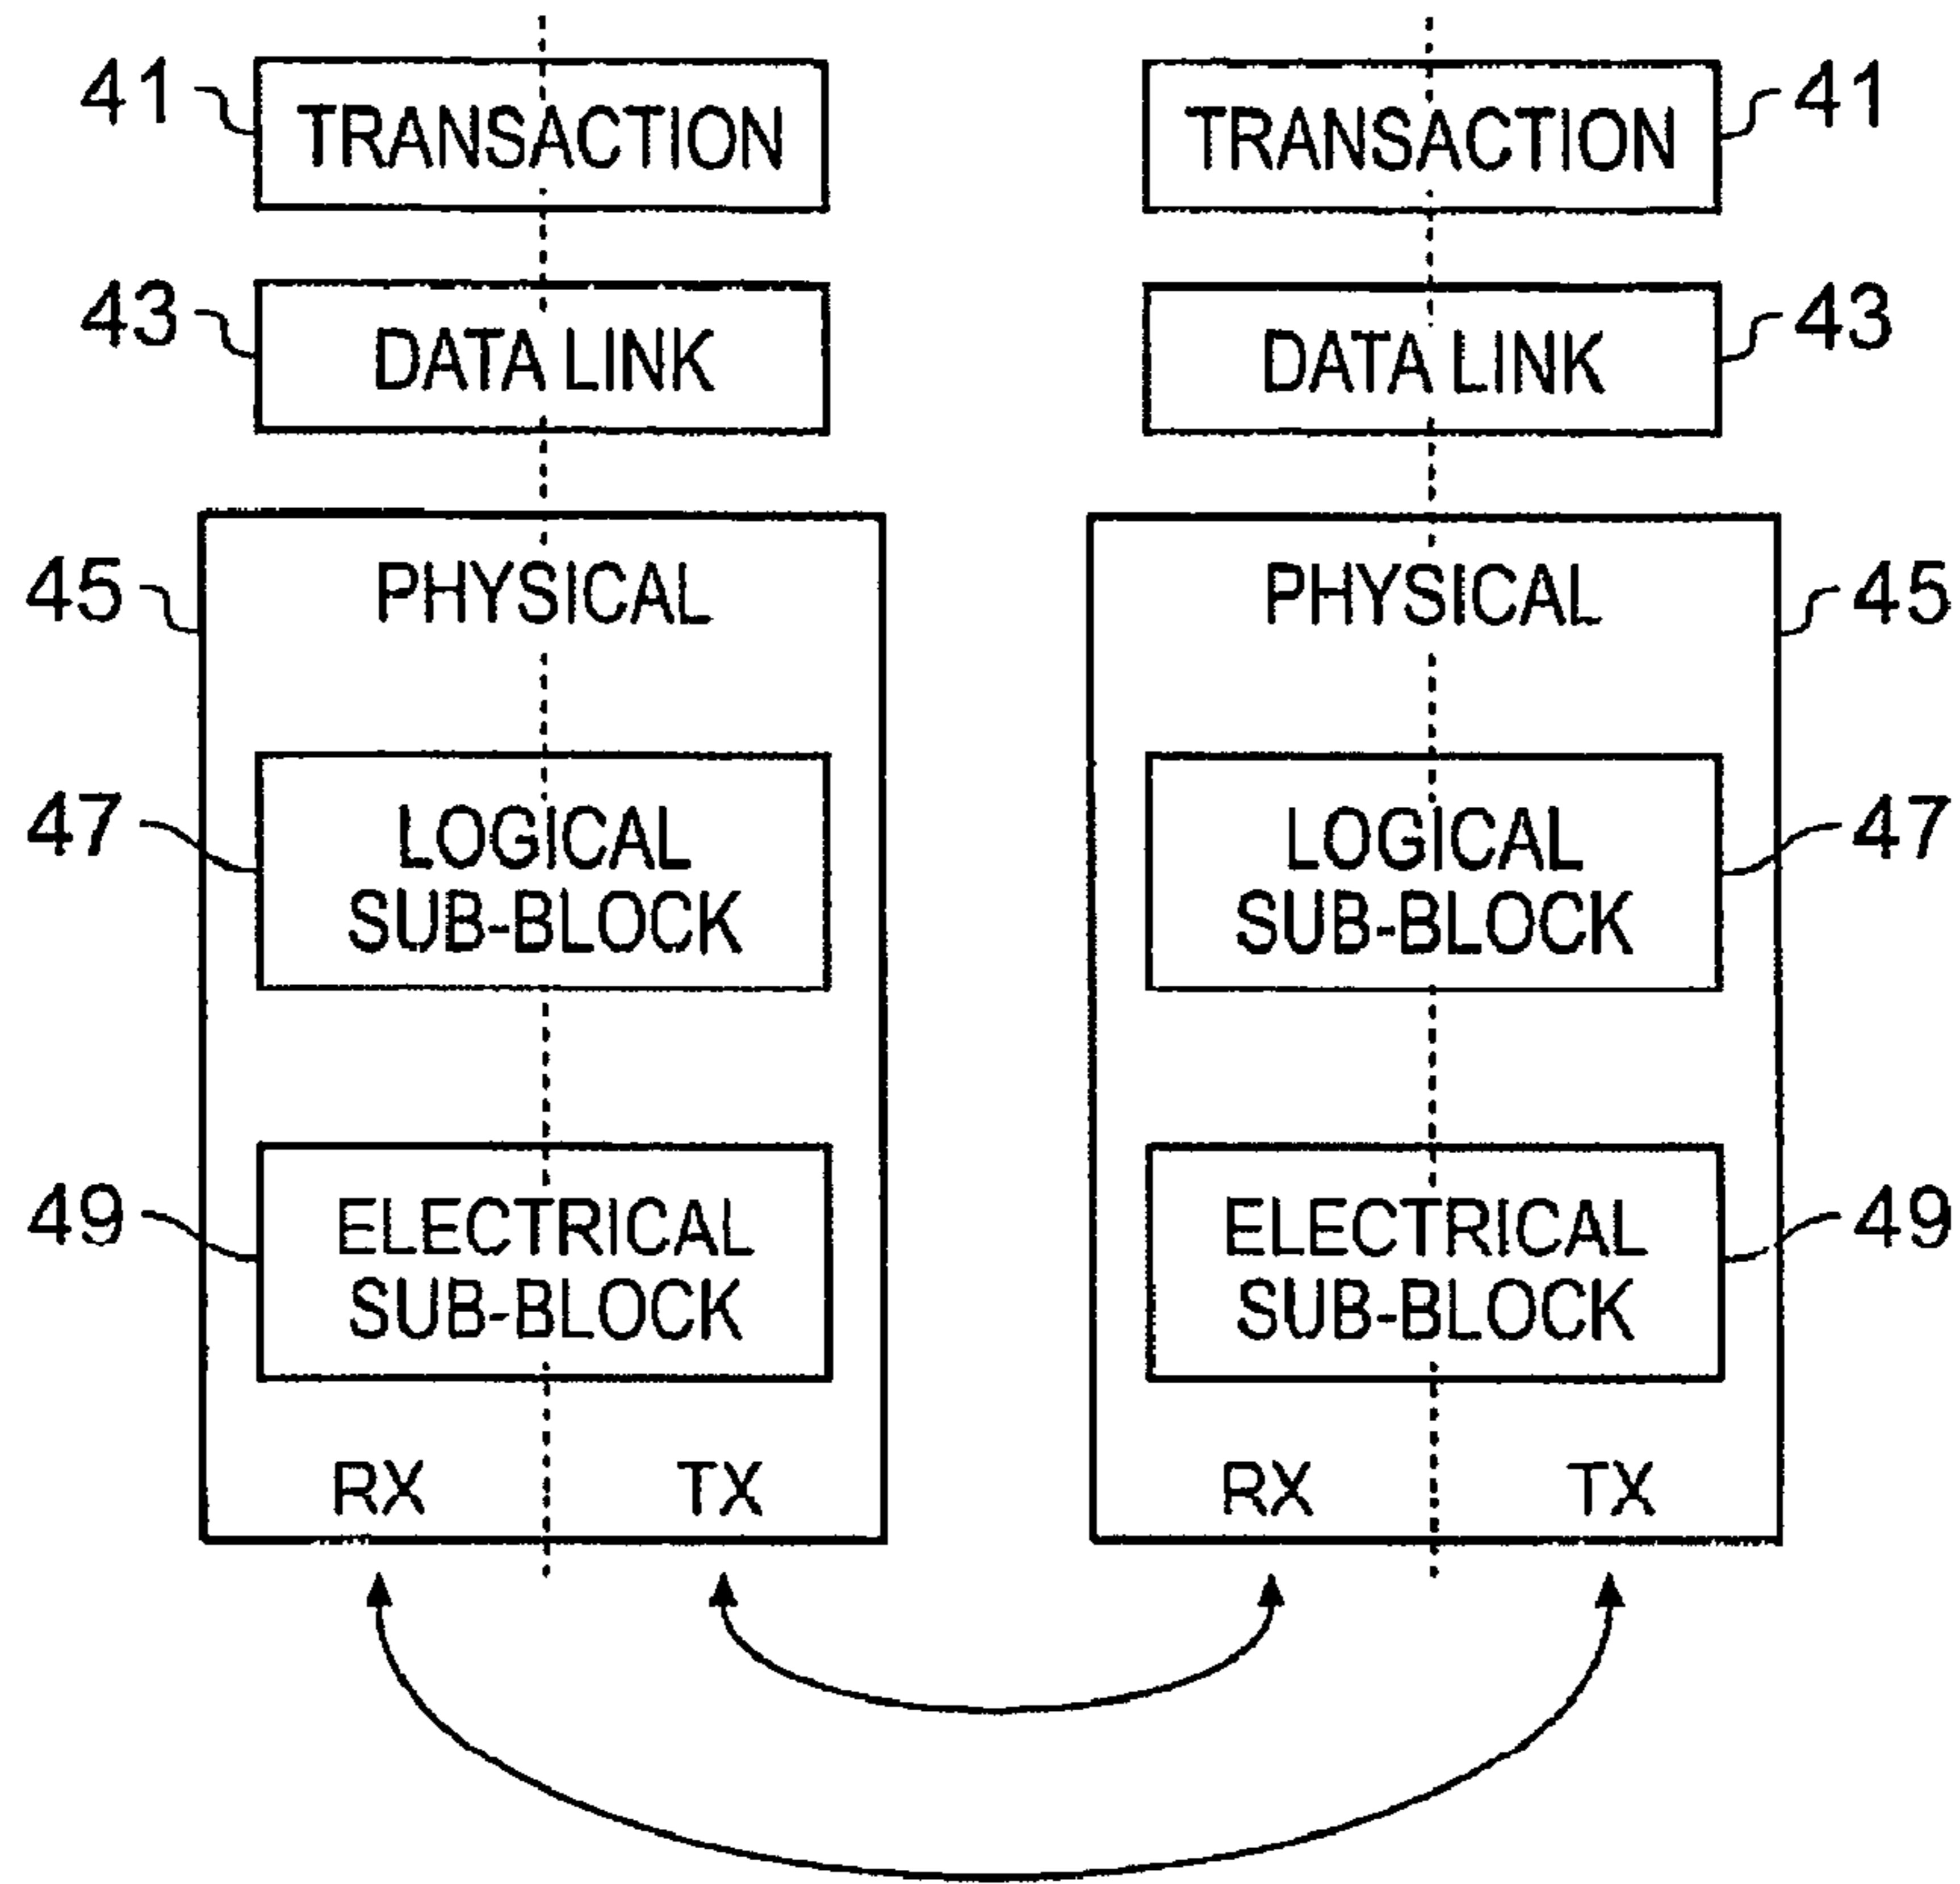 41 TRANSACTION
TRANSACTION 41
43 DATA LINK
DATA LINK 43
45 PHYSICAL
PHYSICAL 45
47 LOGICAL
SUB-BLOCK
LOGICAL 47
SUB-BLOCK
49 ELECTRICAL
SUB-BLOCK
ELECTRICAL 49
SUB-BLOCK
RX TX
RX TX